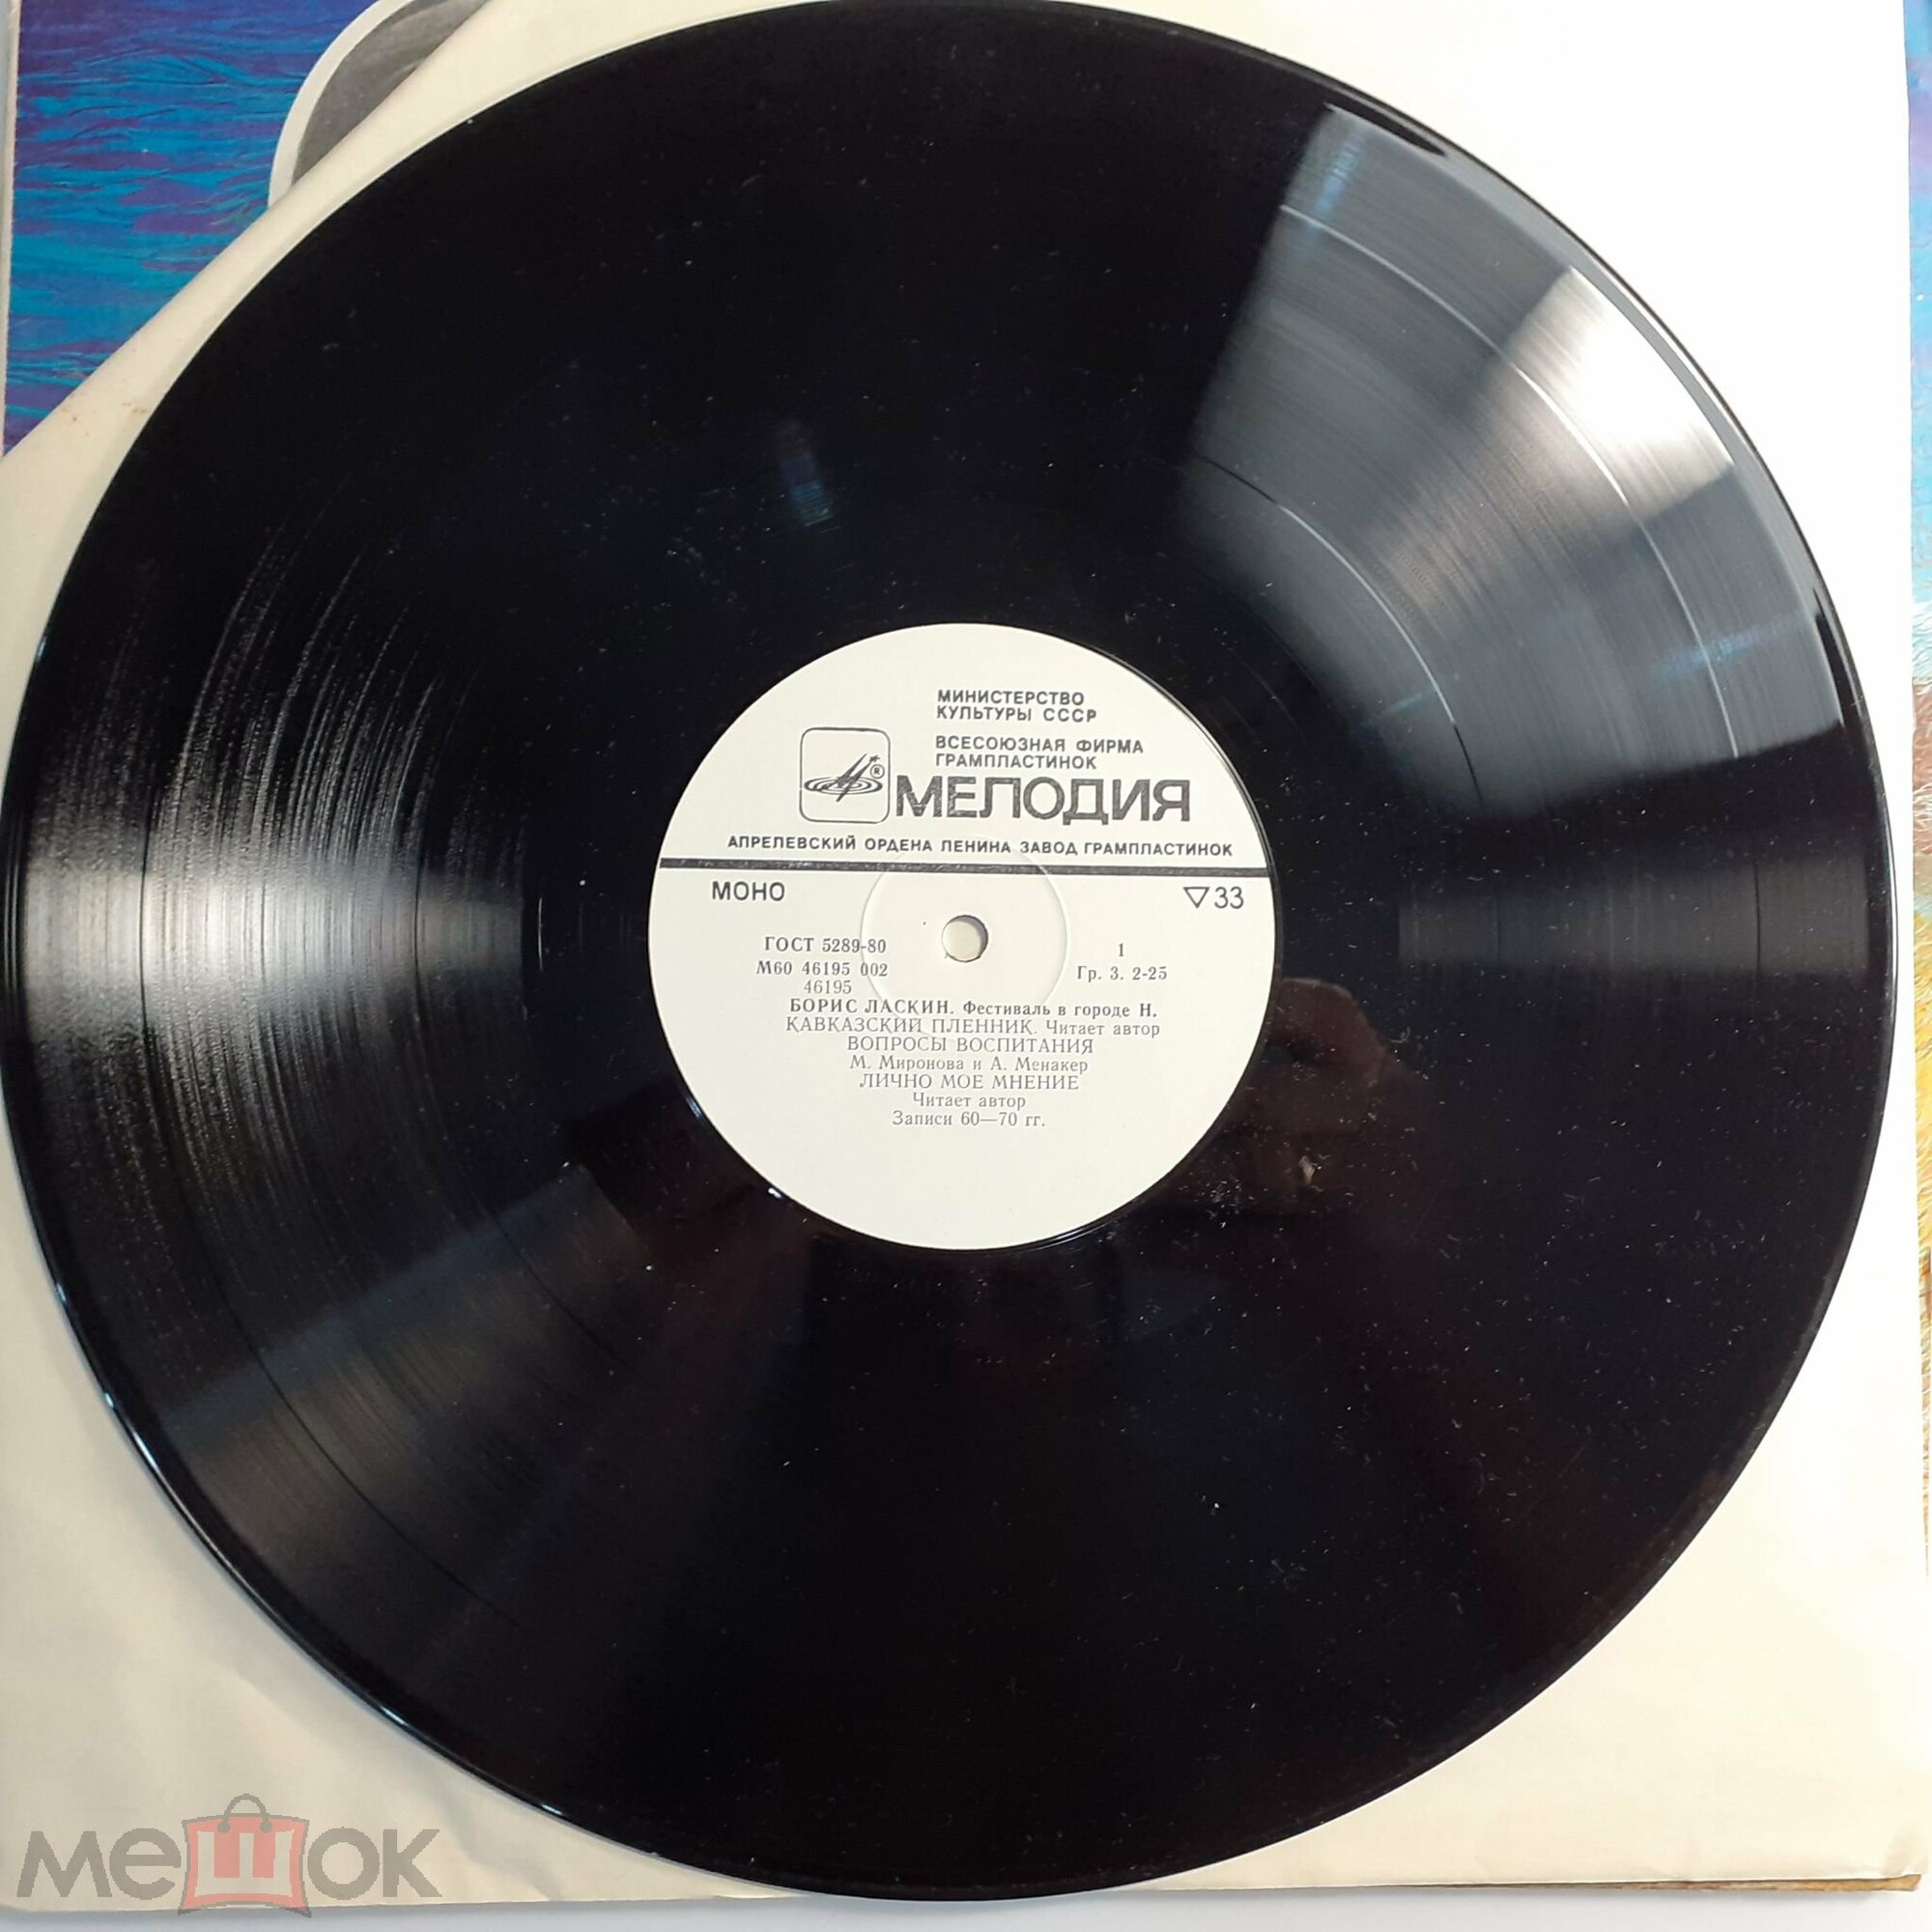 МИНИСТЕРСТВО
КУЛЬТУРЫ СССР
ВСЕСОЮЗНАЯ ФИРМА
ГРАМПЛАСТИНОК
МЕЛОДИЯ
®
АПРЕЛЕВСКИЙ ОРДЕНА ЛЕНИНА ЗАВОД ГРАМПЛАСТИНОК
МОНО
▽33
ГОСТ 5289-80
1
М60 46195 002
Гр. 3. 2-25
46195
БОРИС ЛАСКИН. Фестиваль в городе Н.
КАВКАЗСКИЙ ПЛЕННИК. Читает автор
ВОПРОСЫ ВОСПИТАНИЯ
М. Миронова и А. Менакер
ЛИЧНО МОЕ МНЕНИЕ
Читает автор
Записи 60—70 гг.
мешок